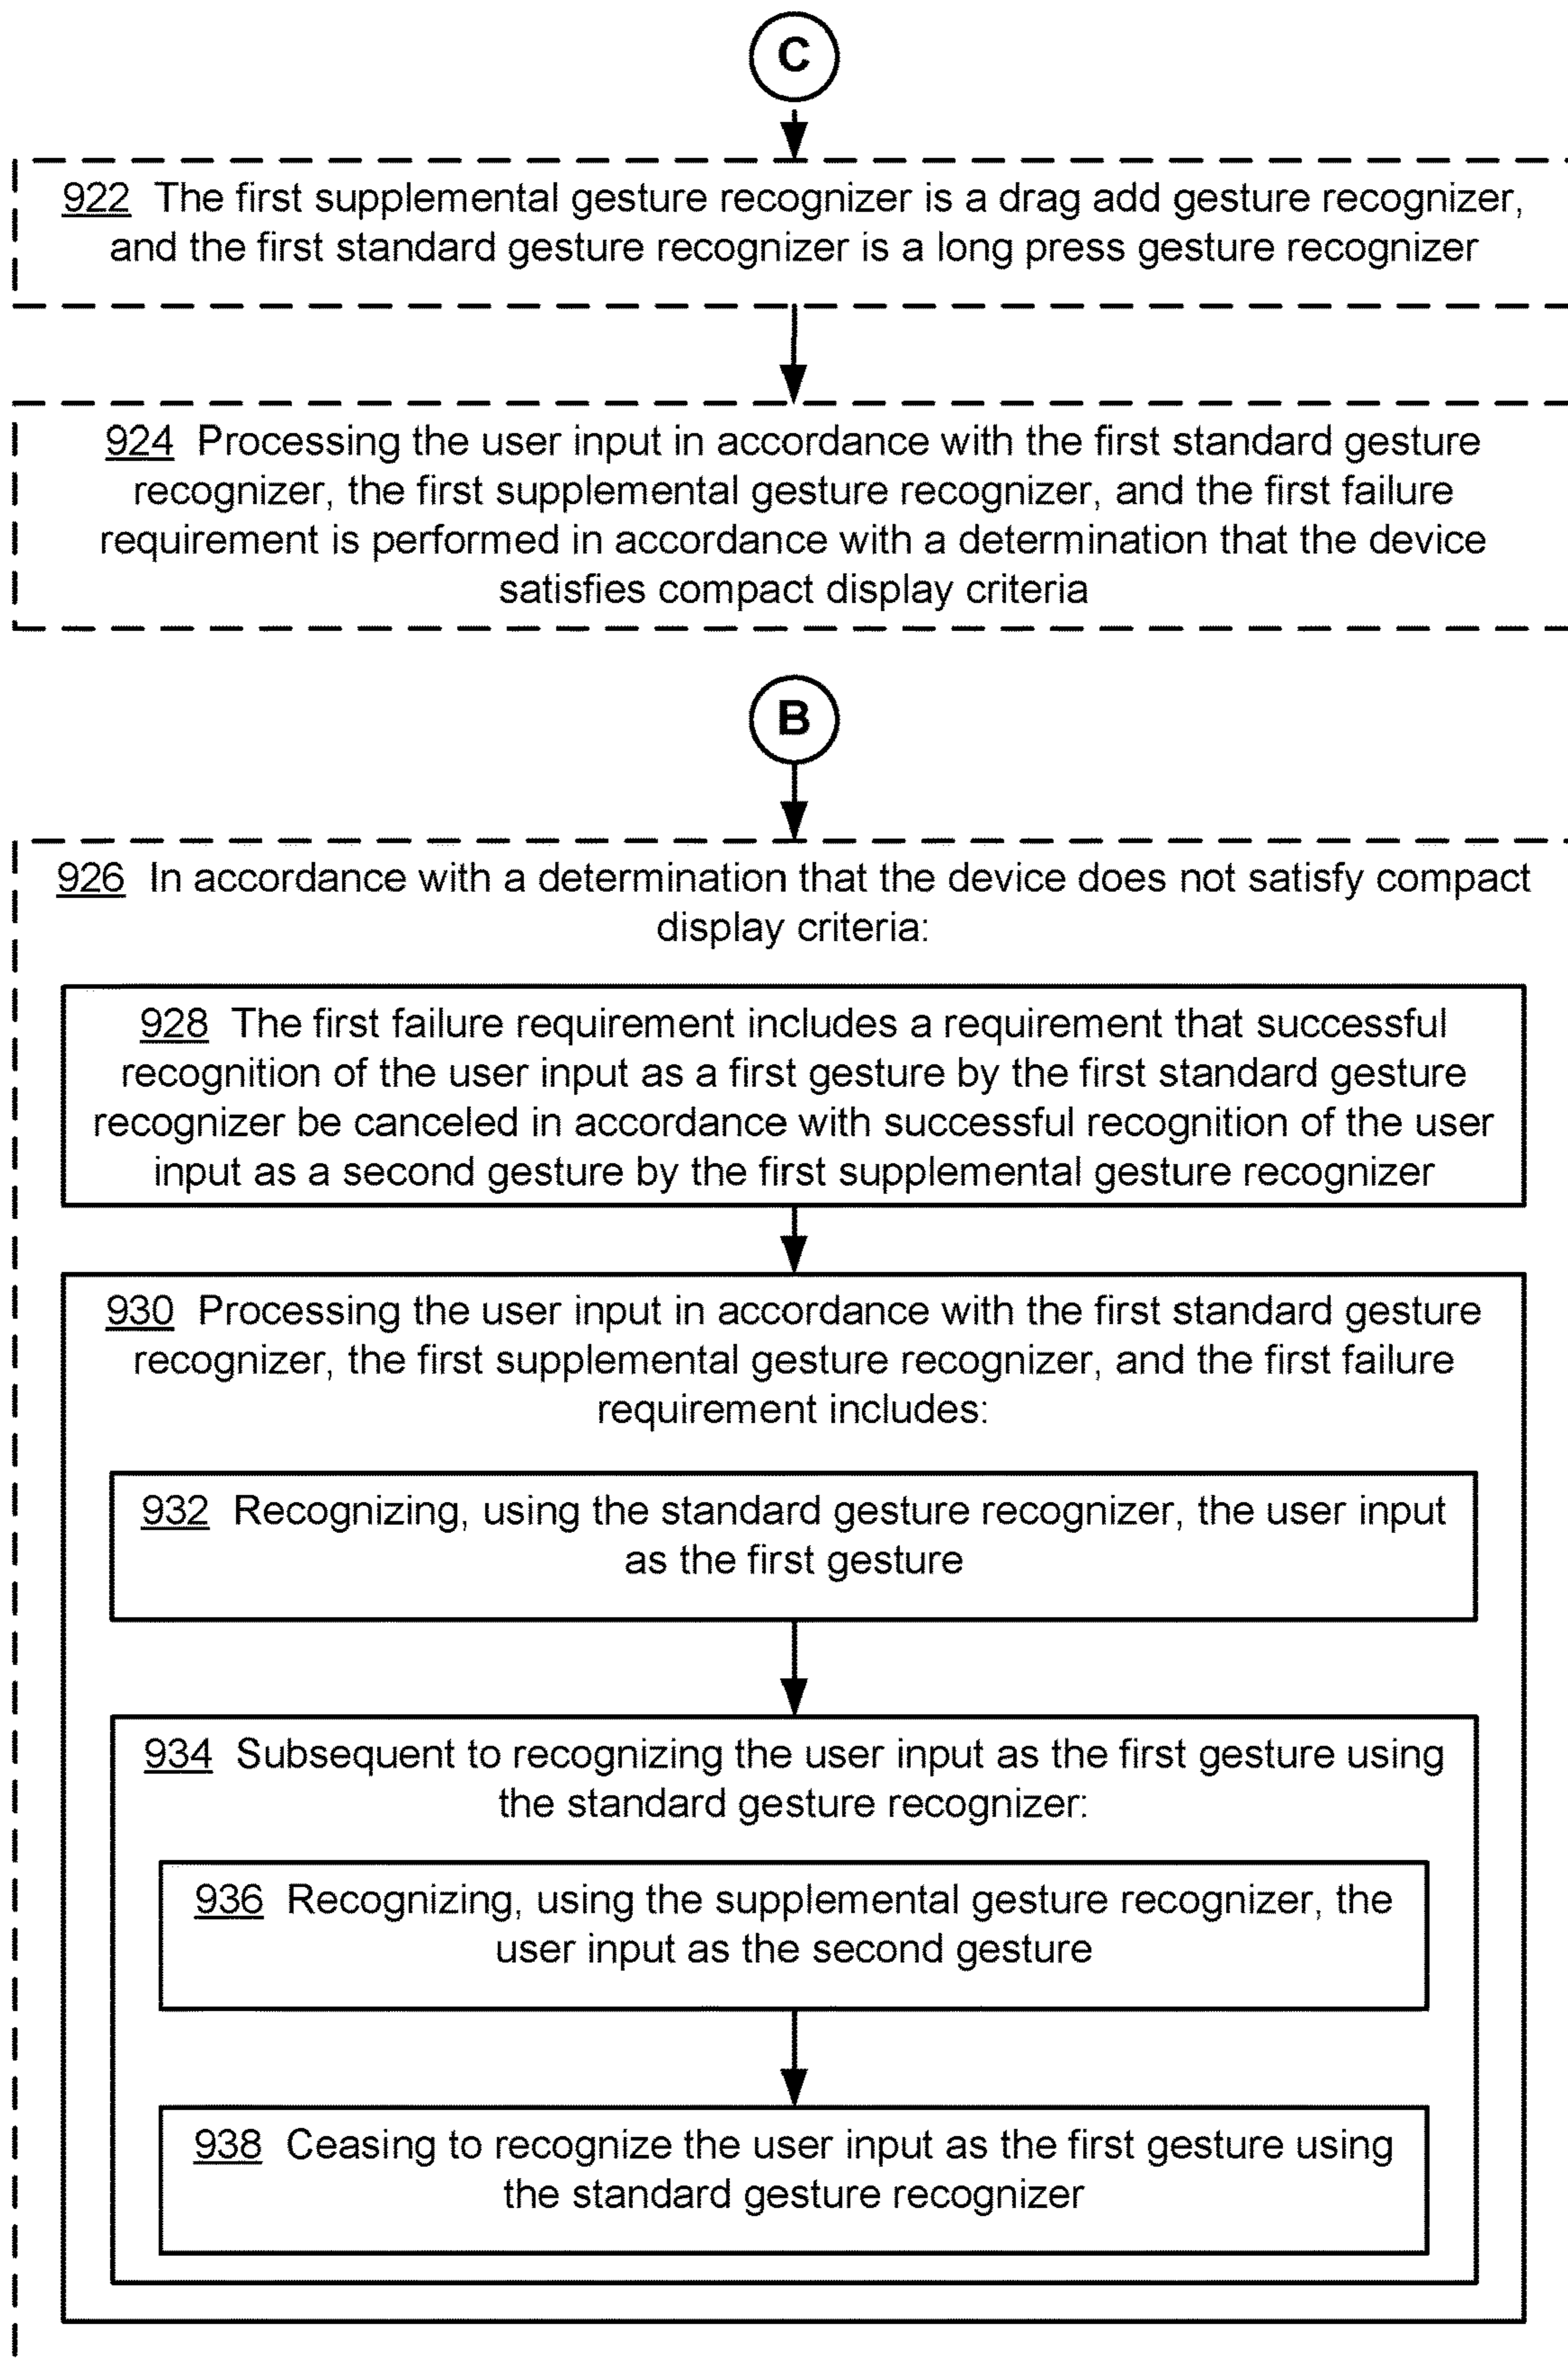 C
922 The first supplemental gesture recognizer is a drag add gesture recognizer,
and the first standard gesture recognizer is a long press gesture recognizer
924 Processing the user input in accordance with the first standard gesture
recognizer, the first supplemental gesture recognizer, and the first failure
requirement is performed in accordance with a determination that the device
satisfies compact display criteria
B
926 In accordance with a determination that the device does not satisfy compact
display criteria:
928 The first failure requirement includes a requirement that successful
recognition of the user input as a first gesture by the first standard gesture
recognizer be canceled in accordance with successful recognition of the user
input as a second gesture by the first supplemental gesture recognizer
930 Processing the user input in accordance with the first standard gesture
recognizer, the first supplemental gesture recognizer, and the first failure
requirement includes:
932 Recognizing, using the standard gesture recognizer, the user input
as the first gesture
934 Subsequent to recognizing the user input as the first gesture using
the standard gesture recognizer:
936 Recognizing, using the supplemental gesture recognizer, the
user input as the second gesture
938 Ceasing to recognize the user input as the first gesture using
the standard gesture recognizer